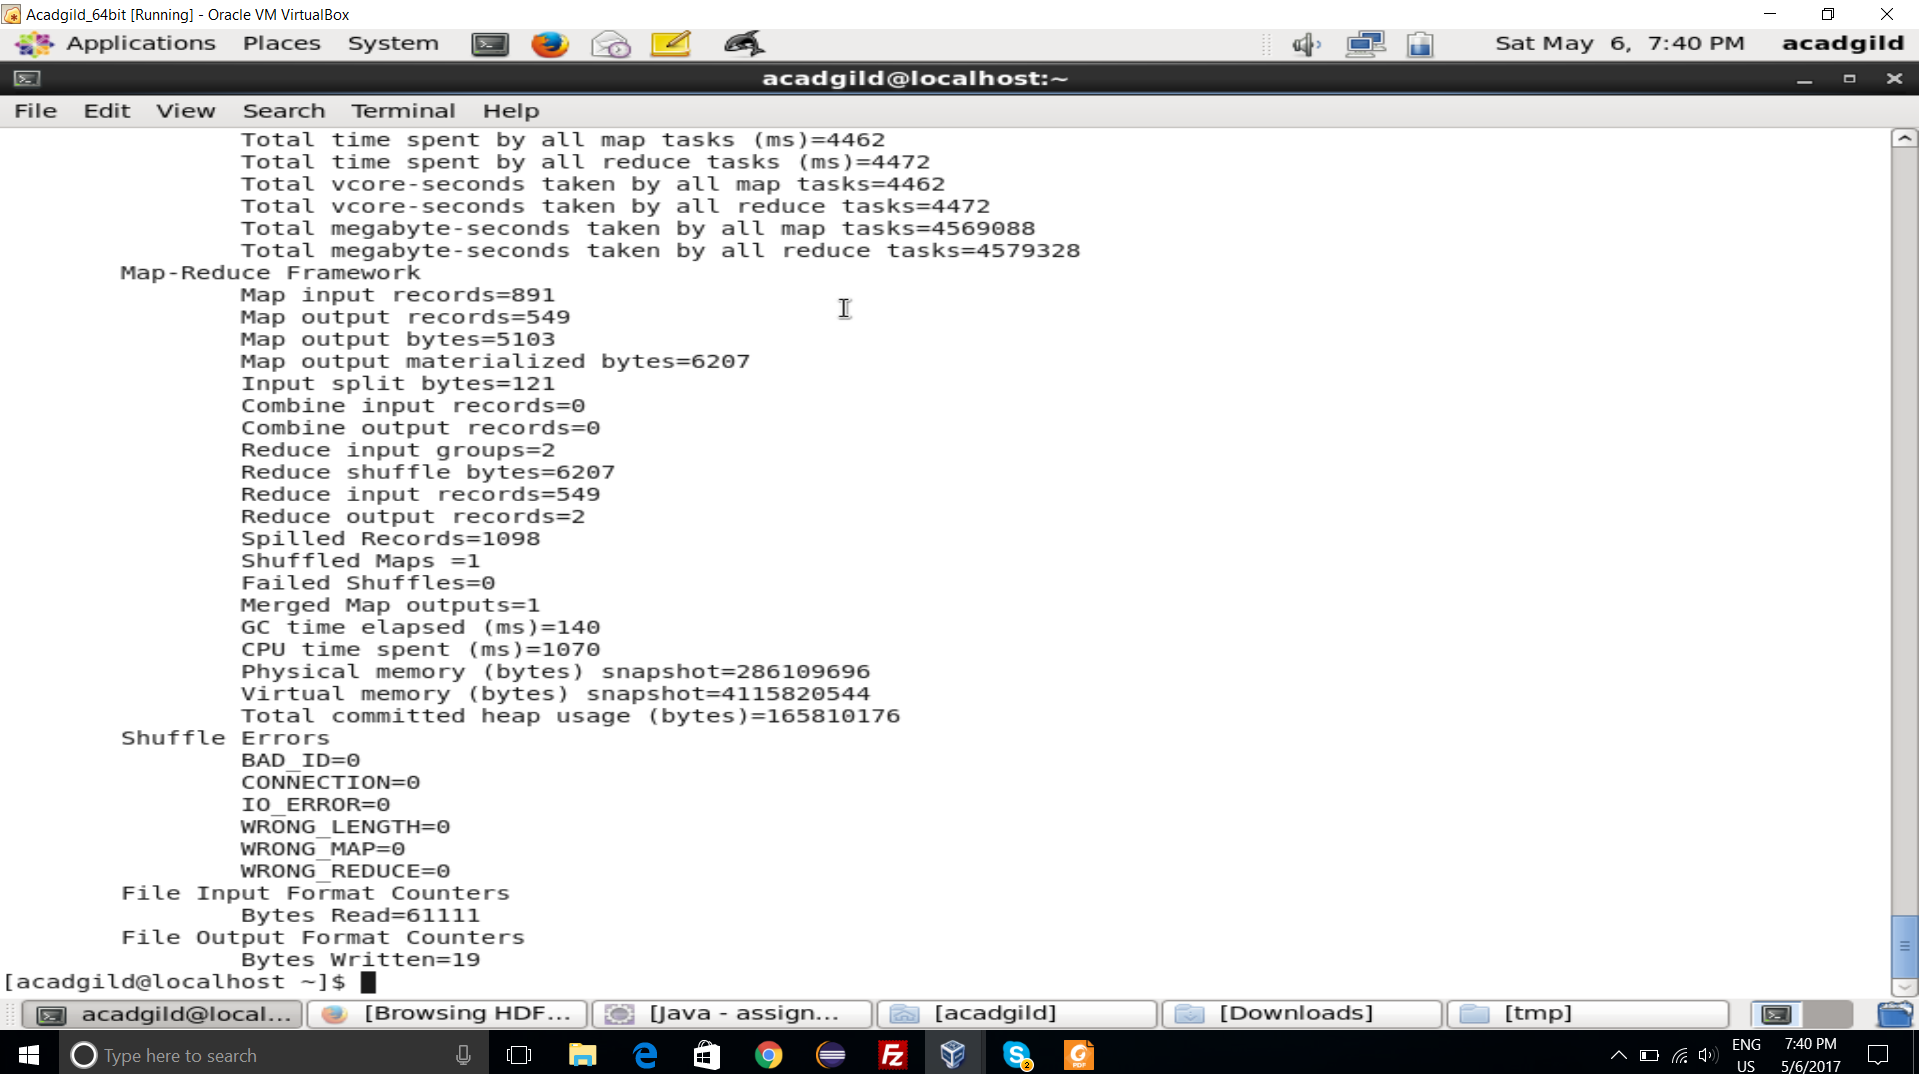 Acadgild_64bit [Running] - Oracle VM VirtualBox
Applications Places System Sat May 6, 7:40 PM acadgild
acadgild@localhost:~
File Edit View Search Terminal Help
Total time spent by all map tasks (ms)=4462
Total time spent by all reduce tasks (ms)=4472
Total vcore-seconds taken by all map tasks=4462
Total vcore-seconds taken by all reduce tasks=4472
Total megabyte-seconds taken by all map tasks=4569088
Total megabyte-seconds taken by all reduce tasks=4579328
Map-Reduce Framework
Map input records=891
Map output records=549
Map output bytes=5103
Map output materialized bytes=6207
Input split bytes=121
Combine input records=0
Combine output records=0
Reduce input groups=2
Reduce shuffle bytes=6207
Reduce input records=549
Reduce output records=2
Spilled Records=1098
Shuffled Maps =1
Failed Shuffles=0
Merged Map outputs=1
GC time elapsed (ms)=140
CPU time spent (ms)=1070
Physical memory (bytes) snapshot=286109696
Virtual memory (bytes) snapshot=4115820544
Total committed heap usage (bytes)=165810176
Shuffle Errors
BAD_ID=0
CONNECTION=0
IO_ERROR=0
WRONG_LENGTH=0
WRONG_MAP=0
WRONG_REDUCE=0
File Input Format Counters
Bytes Read=61111
File Output Format Counters
Bytes Written=19
[acadgild@localhost ~]$
acadgild@local... [Browsing HDF... [Java - assign... [acadgild] [Downloads] [tmp]
Type here to search ENG 7:40 PM
2 US 5/6/2017